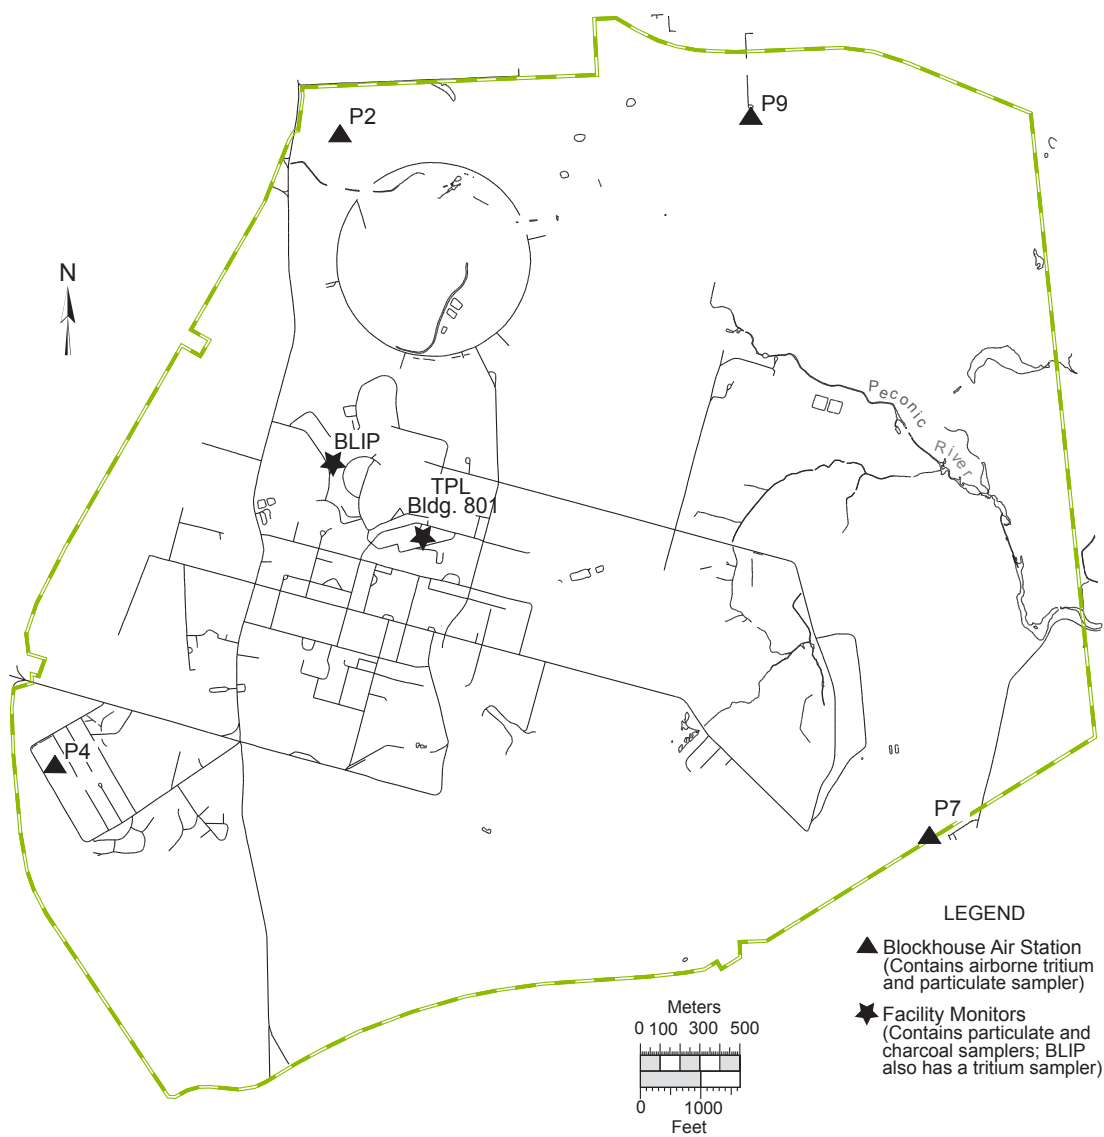 P2
P9
N
Peconic
River
BLIP
TPL
Bldg. 801
P4
P7
LEGEND
Blockhouse Air Station
(Contains airborne tritium
and particulate sampler)
Facility Monitors
(Contains particulate and
charcoal samplers; BLIP
also has a tritium sampler)
Meters
0 100 300 500
0 1000
Feet